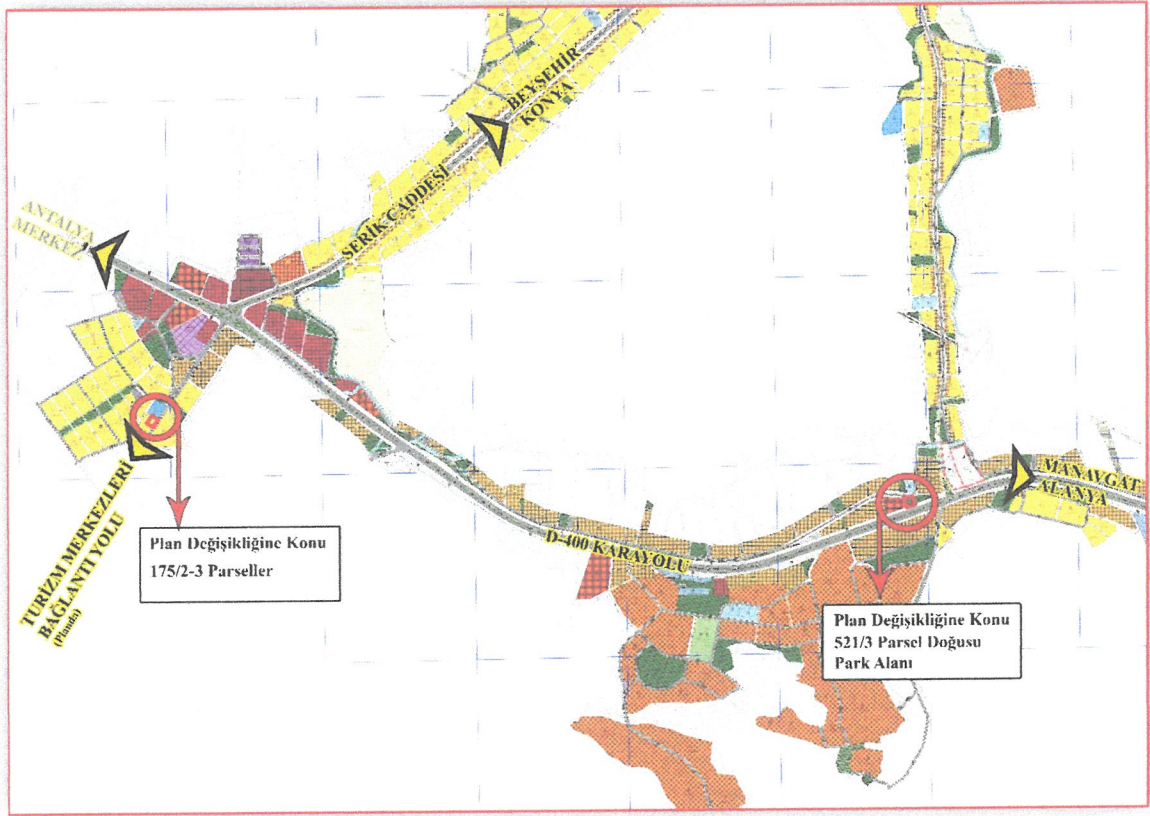 BEYŞEHİR
KONYA
SERİK CADDESİ
ANTALYA
MERKEZ
TURİZM MERKEZLERİ
BAĞLANTI YOLU
(Planda)
Plan Değişikliğine Konu
175/2-3 Parseller
D-400 KARAYOLU
MANAVGAT
ALANYA
Plan Değişikliğine Konu
521/3 Parsel Doğusu
Park Alanı